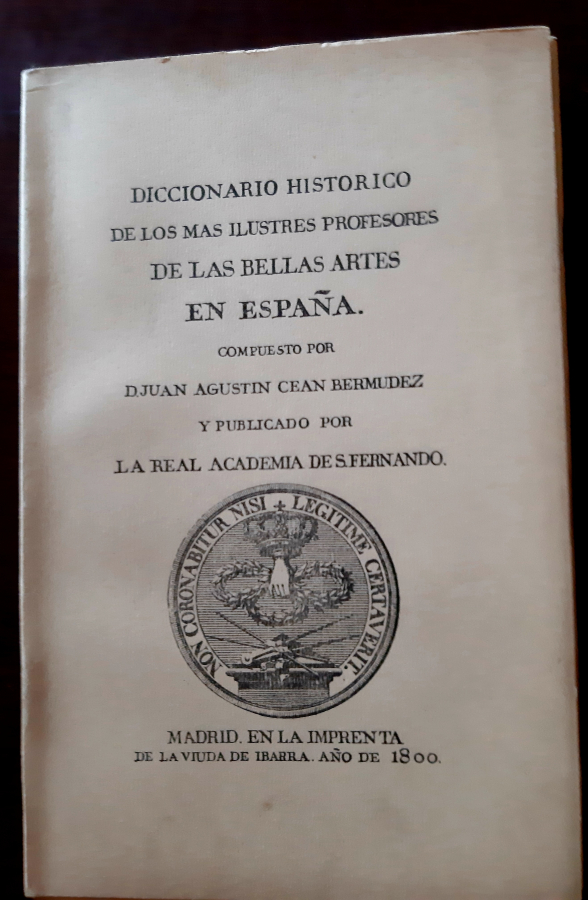 DICCIONARIO HISTORICO
DE LOS MAS ILUSTRES PROFESORES
DE LAS BELLAS ARTES
EN ESPAÑA.
COMPUESTO POR
D.JUAN AGUSTIN CEAN BERMUDEZ
Y PUBLICADO POR
LA REAL ACADEMIA DE S.FERNANDO.
NON CORONABITUR NISI LEGITIME CERTAVERIT.
MADRID. EN LA IMPRENTA
DE LA VIUDA DE IBARRA. AÑO DE 1800.